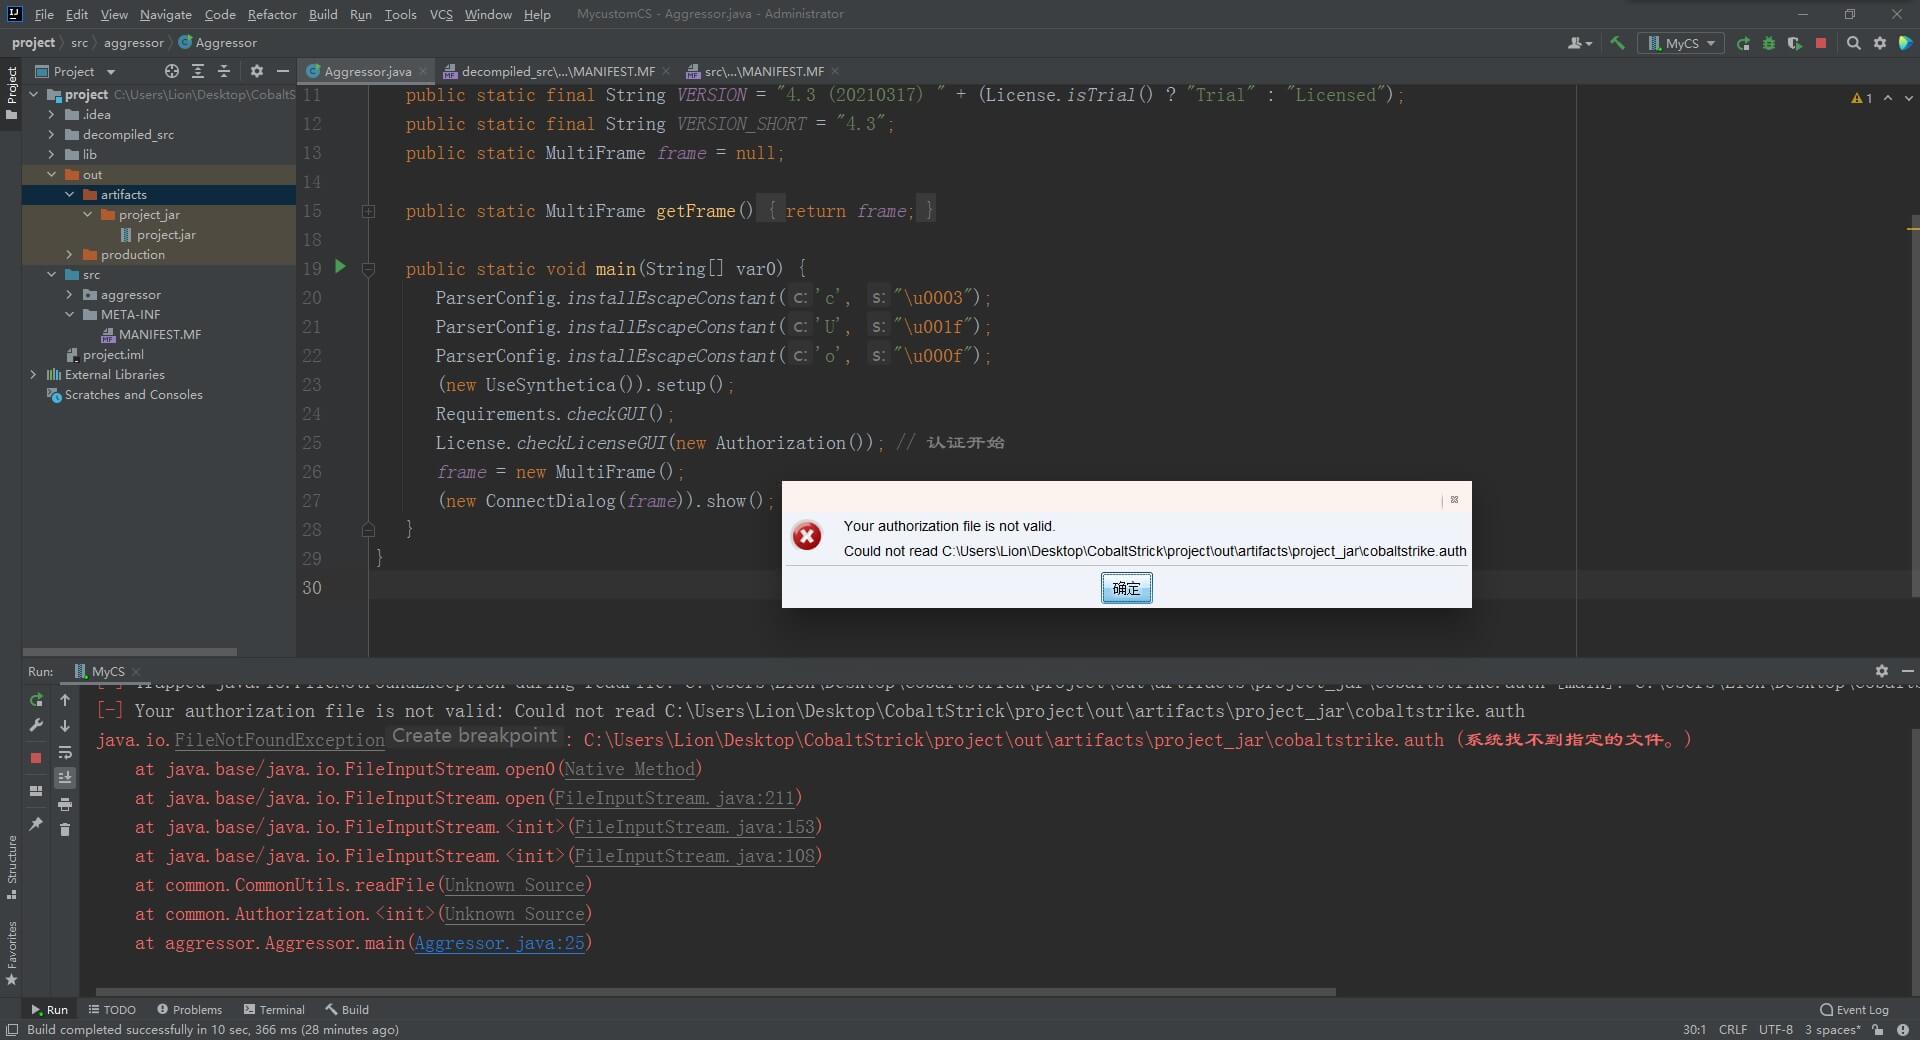 File Edit View Navigate Code Refactor Build Run Tools VCS Window Help MycustomCS - Aggressor.java - Administrator
project src aggressor Aggressor MyCS
Project Aggressor.java decompiled_src\...\MANIFEST.MF src\...\MANIFEST.MF
Project
project C:\Users\Lion\Desktop\CobaltS
.idea
decompiled_src
lib
out
artifacts
project_jar
project.jar
production
src
aggressor
META-INF
MANIFEST.MF
project.iml
External Libraries
Scratches and Consoles
1
11 public static final String VERSION = "4.3 (20210317) " + (License.isTrial() ? "Trial" : "Licensed");
12 public static final String VERSION_SHORT = "4.3";
13 public static MultiFrame frame = null;
14
15 public static MultiFrame getFrame() { return frame; }
18
19 public static void main(String[] var0) {
20 ParserConfig.installEscapeConstant( c: 'c', s: "\u0003");
21 ParserConfig.installEscapeConstant( c: 'U', s: "\u001f");
22 ParserConfig.installEscapeConstant( c: 'o', s: "\u000f");
23 (new UseSynthetica()).setup();
24 Requirements.checkGUI();
25 License.checkLicenseGUI(new Authorization()); // 认证开始
26 frame = new MultiFrame();
27 (new ConnectDialog(frame)).show();
28 }
29 }
30
Your authorization file is not valid.
Could not read C:\Users\Lion\Desktop\CobaltStrick\project\out\artifacts\project_jar\cobaltstrike.auth
确定
Run: MyCS
[-] Your authorization file is not valid: Could not read C:\Users\Lion\Desktop\CobaltStrick\project\out\artifacts\project_jar\cobaltstrike.auth
java.io.FileNotFoundException Create breakpoint : C:\Users\Lion\Desktop\CobaltStrick\project\out\artifacts\project_jar\cobaltstrike.auth (系统找不到指定的文件。)
at java.base/java.io.FileInputStream.open0(Native Method)
at java.base/java.io.FileInputStream.open(FileInputStream.java:211)
at java.base/java.io.FileInputStream.<init>(FileInputStream.java:153)
at java.base/java.io.FileInputStream.<init>(FileInputStream.java:108)
at common.CommonUtils.readFile(Unknown Source)
at common.Authorization.<init>(Unknown Source)
at aggressor.Aggressor.main(Aggressor.java:25)
Structure
Favorites
Run TODO Problems Terminal Build Event Log
Build completed successfully in 10 sec, 366 ms (28 minutes ago) 30:1 CRLF UTF-8 3 spaces*